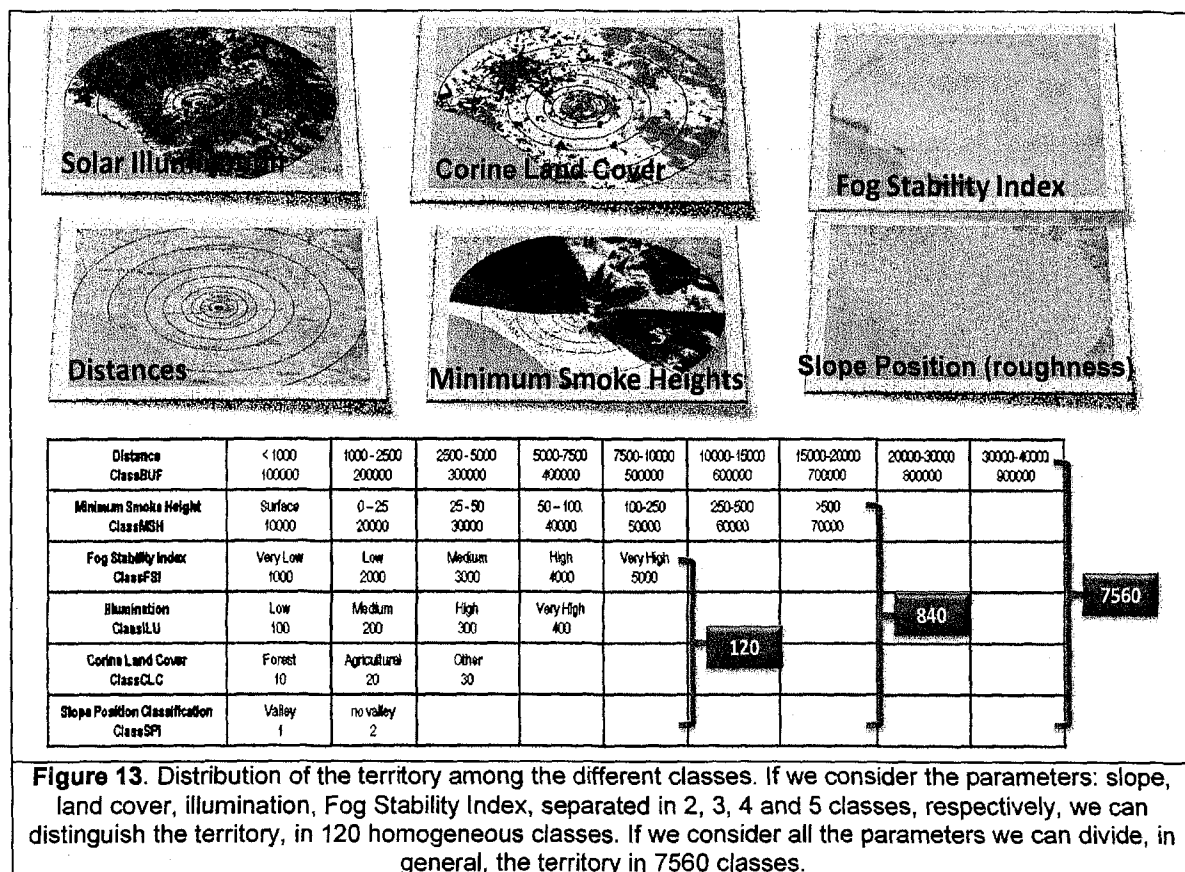 Solar Illumination
Corine Land Cover
Fog Stability Index
Distances
Minimum Smoke Heights
Slope Position (roughness)
Distance < 1000 1000 - 2500 2500 - 5000 5000-7500 7500-10000 10000-15000 15000-20000 20000-30000 30000-40000
ClassBUF 100000 200000 300000 400000 500000 600000 700000 800000 900000
Minimum Smoke Height Surface 0 - 25 25 - 50 50 - 100. 100-250 250-500 >500
ClassMSH 10000 20000 30000 40000 50000 60000 70000
Fog Stability Index Very Low Low Medium High Very High
ClassFSI 1000 2000 3000 4000 5000
7560
Illumination Low Medium High Very High
ClassILU 100 200 300 400
840
120
Corine Land Cover Forest Agricultural Other
ClassCLC 10 20 30
Slope Position Classification Valley no valley
ClassSPI 1 2
Figure 13. Distribution of the territory among the different classes. If we consider the parameters: slope,
land cover, illumination, Fog Stability Index, separated in 2, 3, 4 and 5 classes, respectively, we can
distinguish the territory, in 120 homogeneous classes. If we consider all the parameters we can divide, in
general, the territory in 7560 classes.